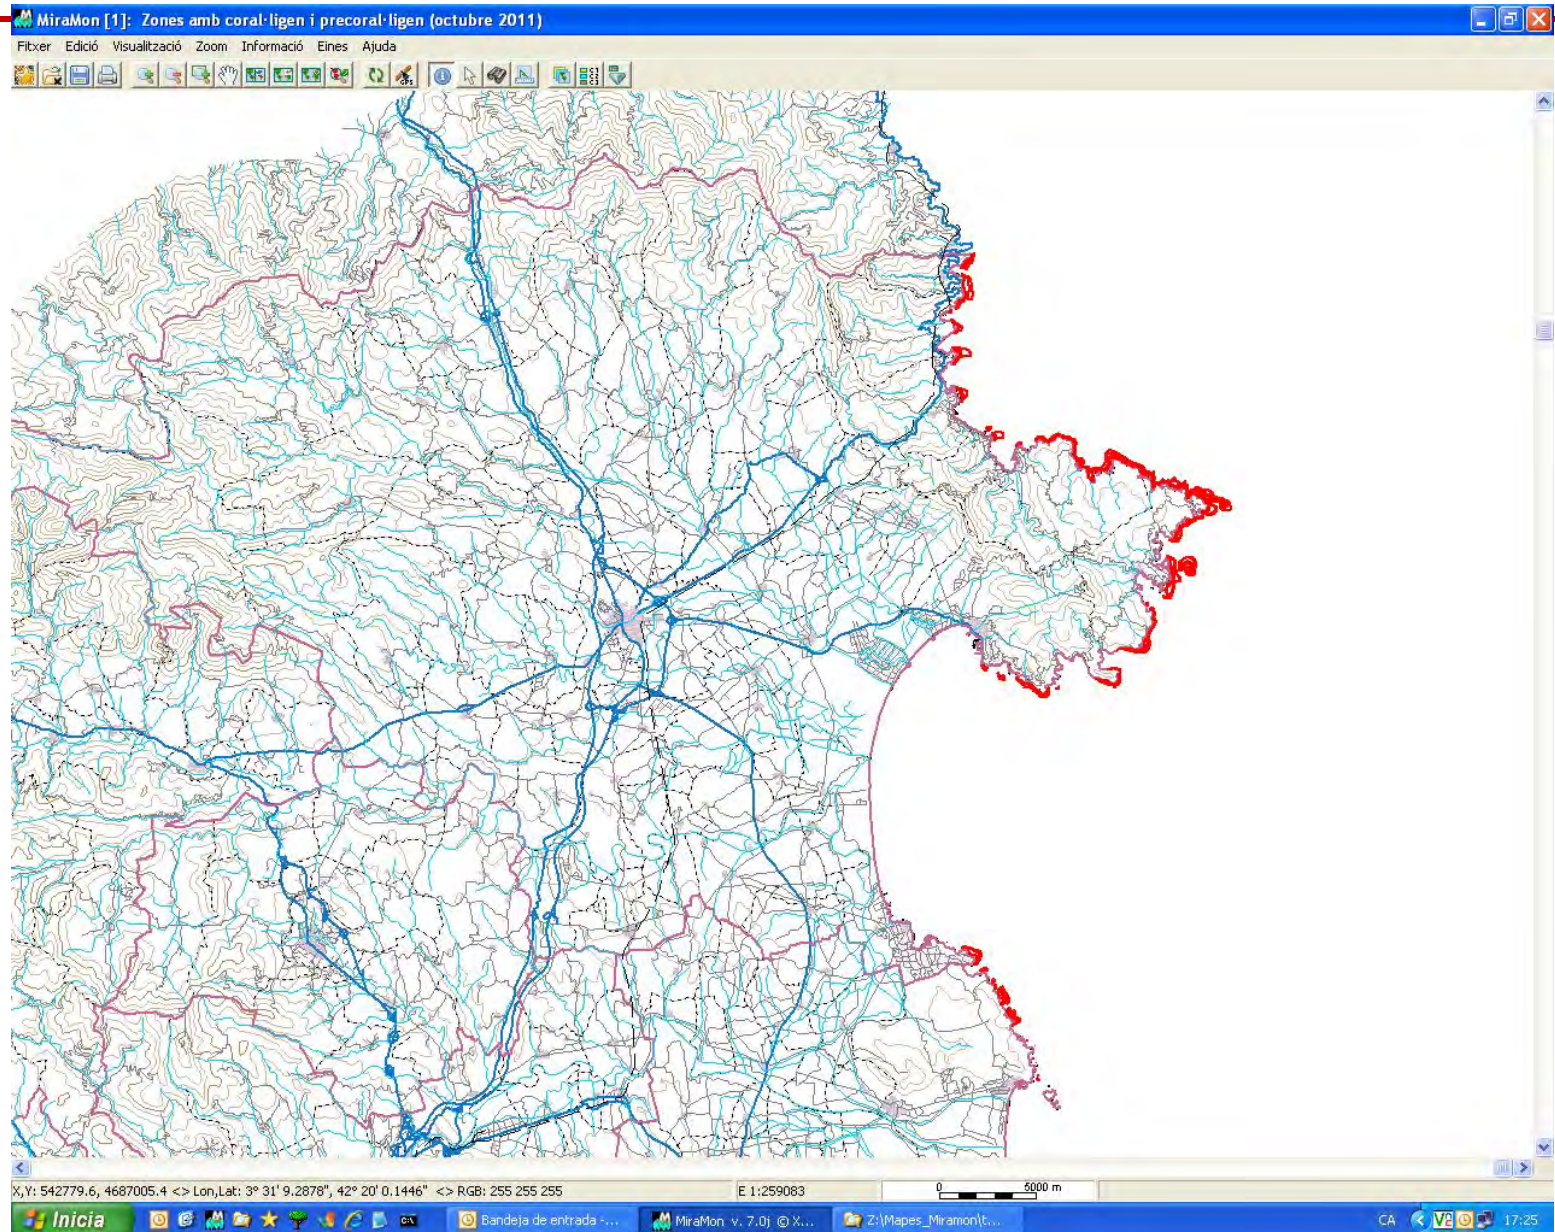 MiraMon [1]: Zones amb coral·ligen i precoral·ligen (octubre 2011)
Fitxer Edició Visualització Zoom Informació Eines Ajuda
GPS
X,Y: 542779.6, 4687005.4 <> Lon,Lat: 3° 31' 9.2878", 42° 20' 0.1446" <> RGB: 255 255 255
E 1:259083
0 5000 m
Inicia
Bandeja de entrada -...
MiraMon v. 7.0j © X...
Z:\Mapes_Miramon\t...
CA
17:25